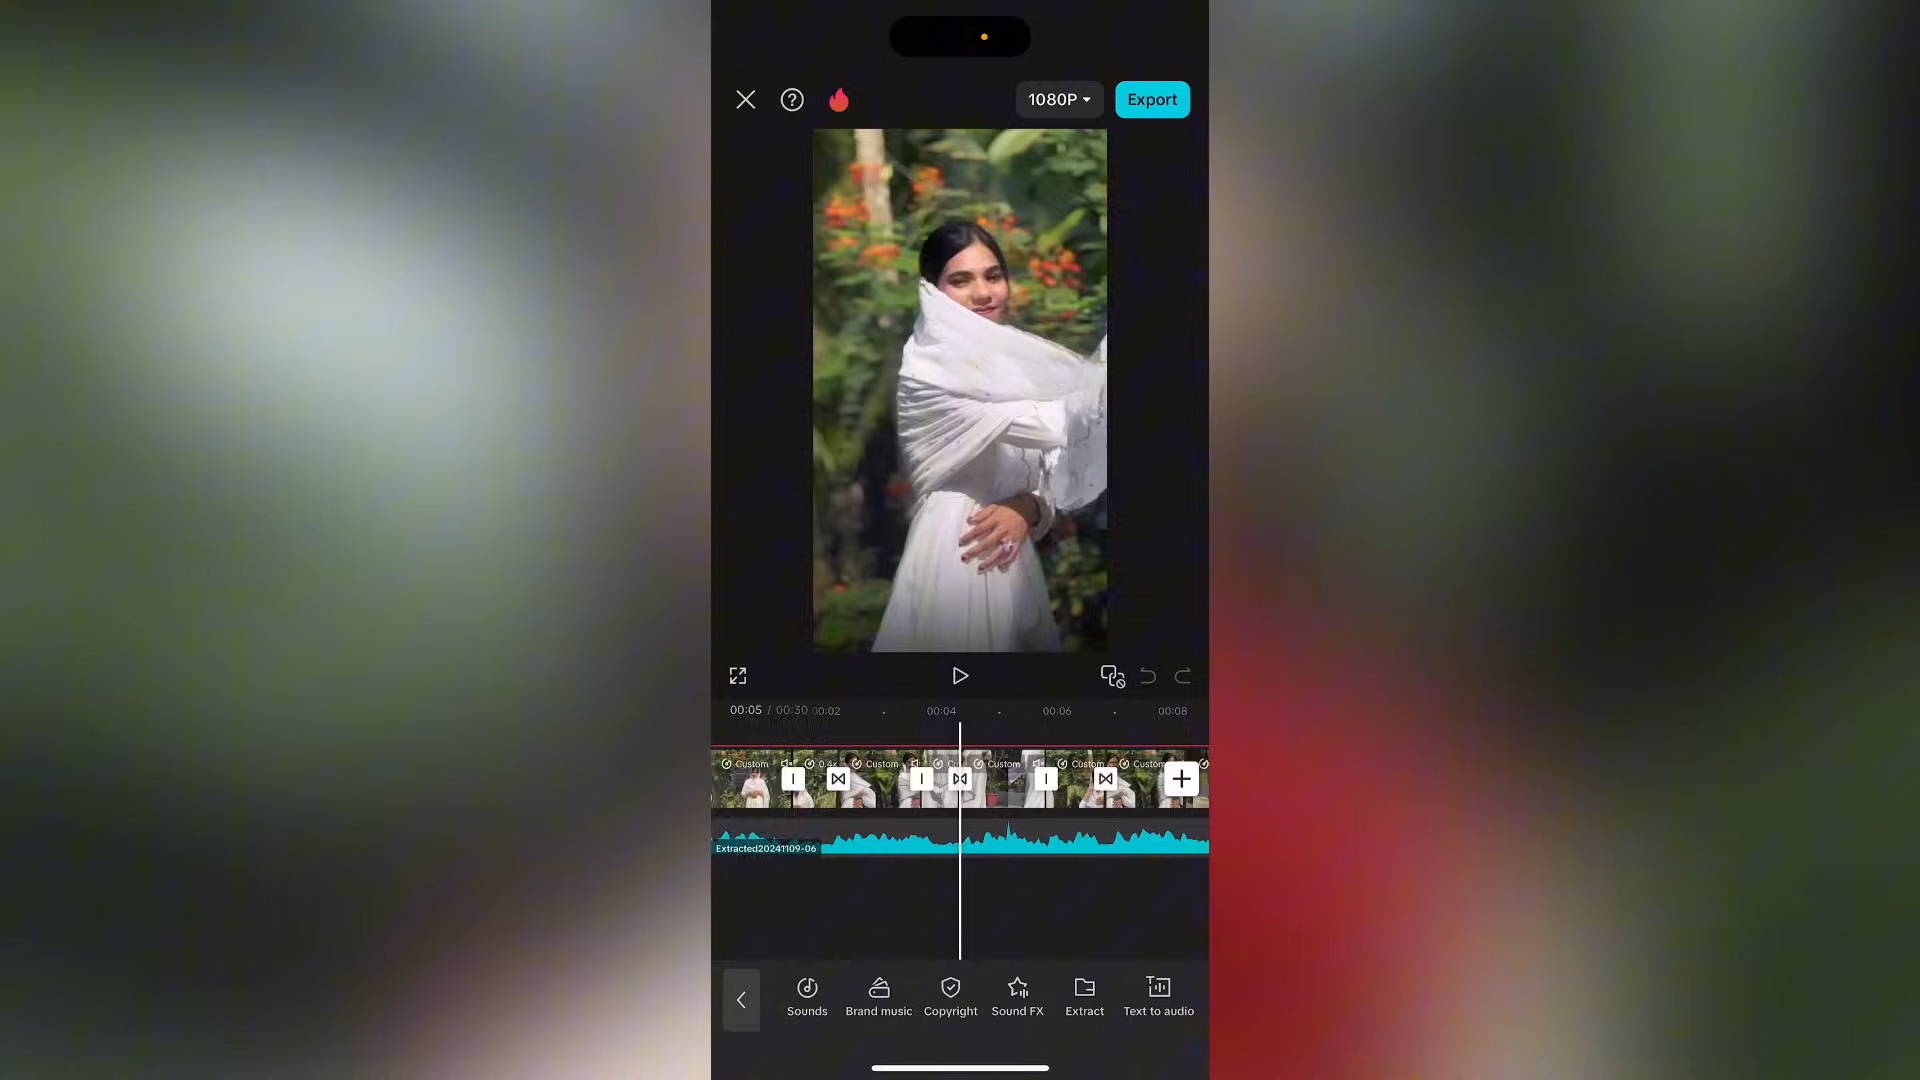 1080P
Export
00:05 / 00:30
00:02
00:04
00:06
00:08
Custom
0.4x
Custom
Custom
Custom
Custom
Extracted20241109-06
Sounds
Brand music
Copyright
Sound FX
Extract
Text to audio